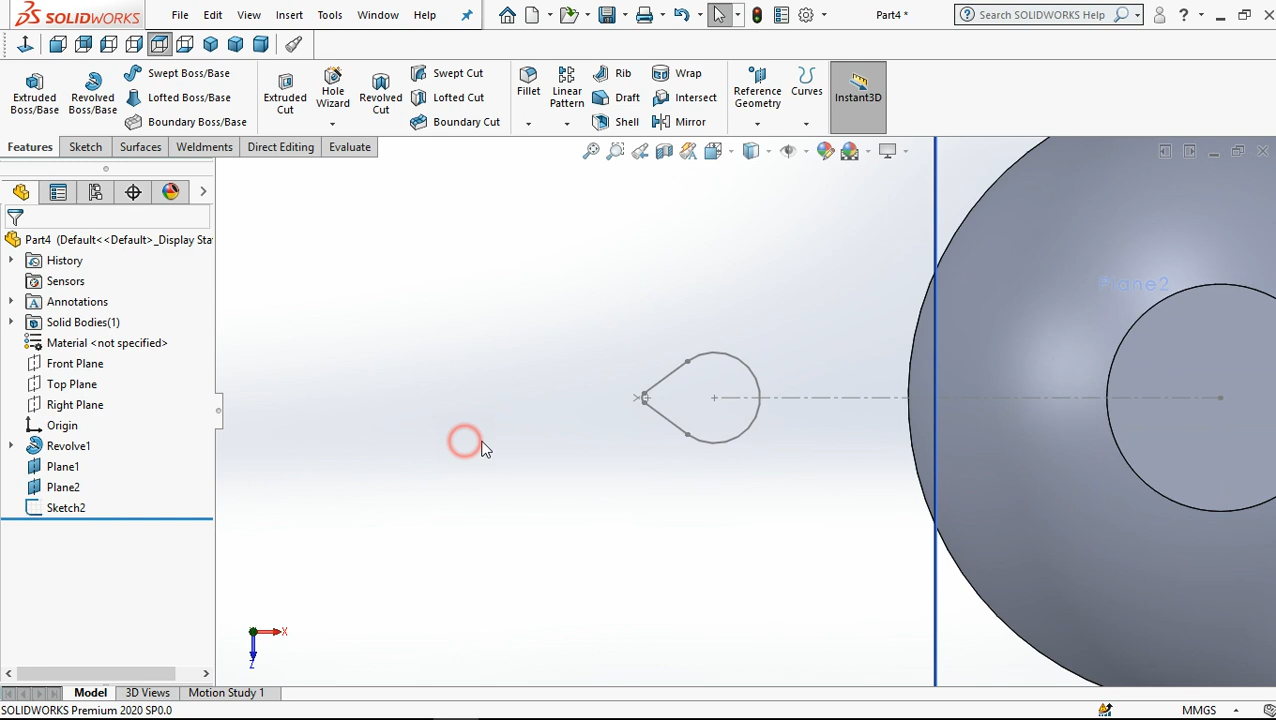 SOLIDWORKS File Edit View Insert Tools Window Help Part4 * Search SOLIDWORKS Help ?
Extruded Boss/Base
Revolved Boss/Base
Swept Boss/Base
Lofted Boss/Base
Boundary Boss/Base
Extruded Cut
Hole Wizard
Revolved Cut
Swept Cut
Lofted Cut
Boundary Cut
Fillet
Linear Pattern
Rib
Draft
Shell
Wrap
Intersect
Mirror
Reference Geometry
Curves
Instant3D
Features Sketch Surfaces Weldments Direct Editing Evaluate
Part4 (Default<<Default>_Display Sta
History
Sensors
Annotations
Solid Bodies(1)
Material <not specified>
Front Plane
Top Plane
Right Plane
Origin
Revolve1
Plane1
Plane2
Sketch2
Plane2
X
Z
Model 3D Views Motion Study 1
SOLIDWORKS Premium 2020 SP0.0 MMGS